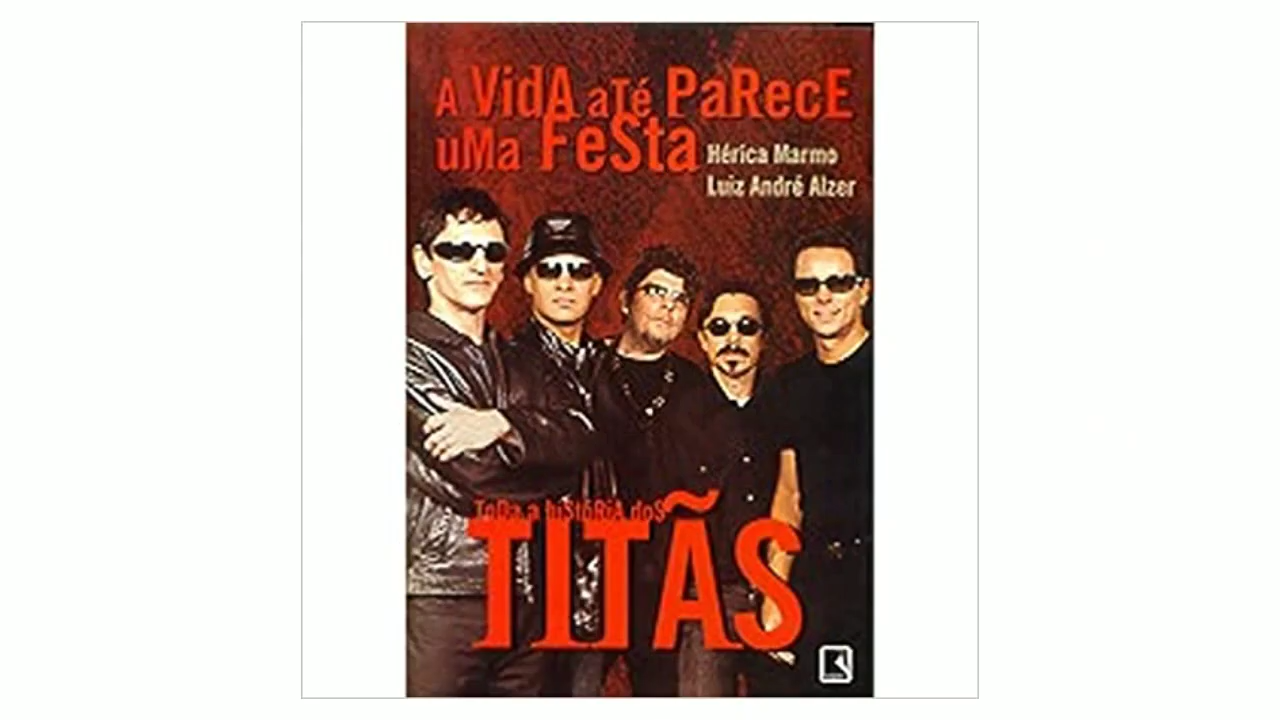 A VidA aTé PaRecE
uMa FeSta
Hérica Marmo
Luiz André Alzer
ToDa a hiStóRiA doS
TITÃS